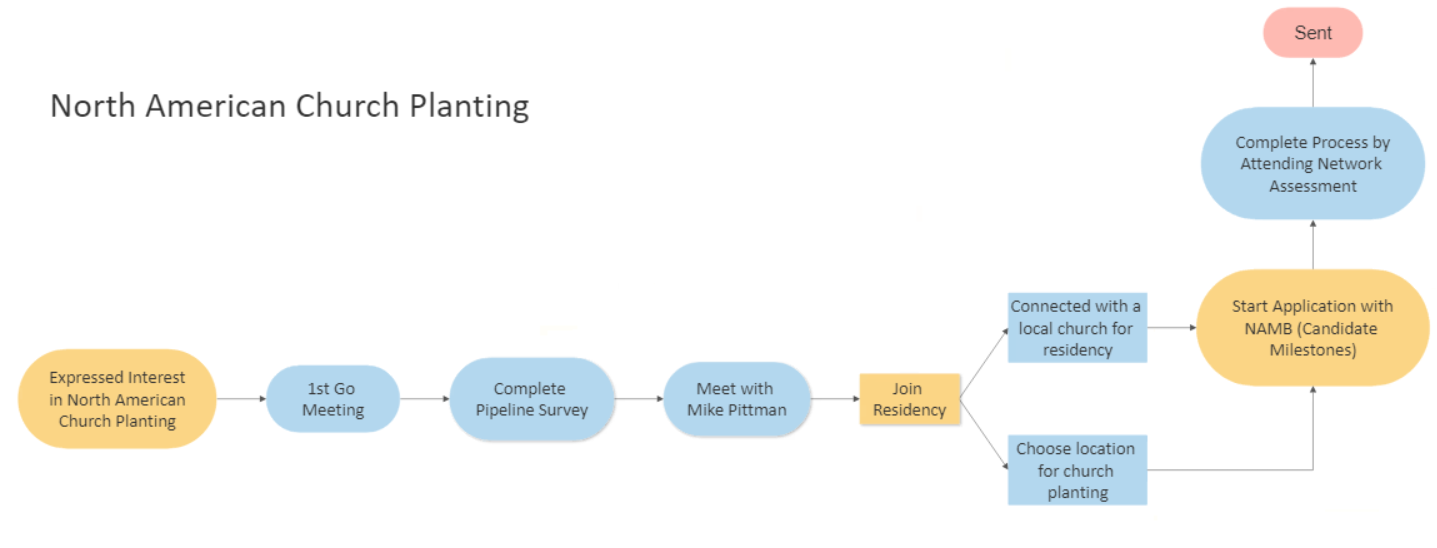 North American Church Planting
Expressed Interest
in North American
Church Planting
1st Go
Meeting
Complete
Pipeline Survey
Meet with
Mike Pittman
Join
Residency
Connected with a
local church for
residency
Choose location
for church
planting
Start Application with
NAMB (Candidate
Milestones)
Complete Process by
Attending Network
Assessment
Sent